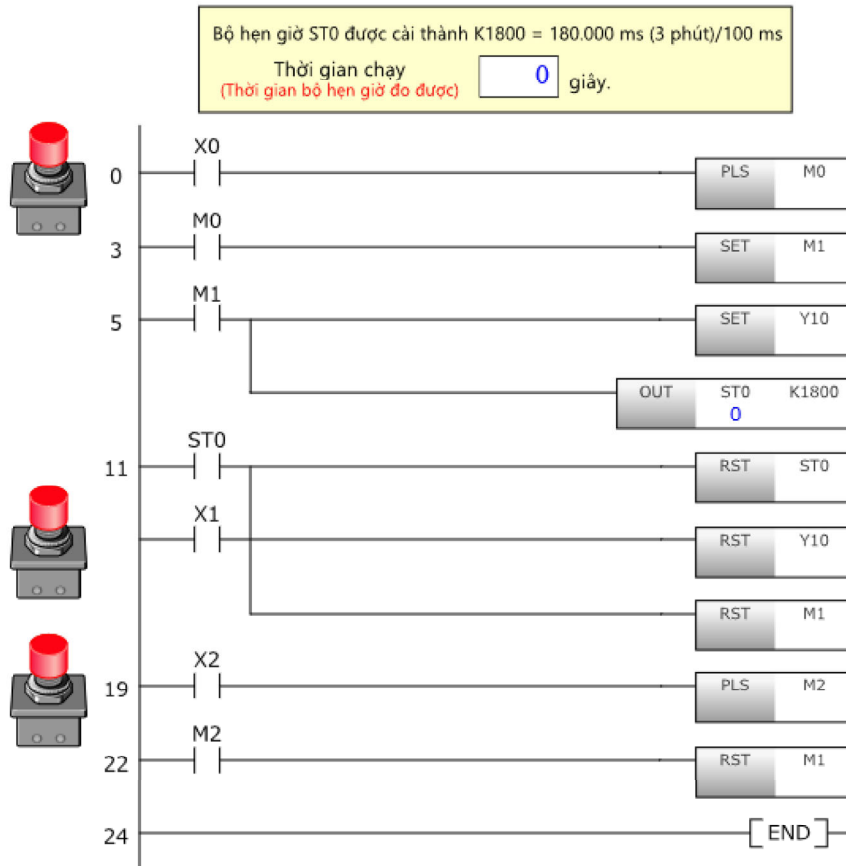 Bộ hẹn giờ ST0 được cài thành K1800 = 180.000 ms (3 phút)/100 ms
Thời gian chạy
(Thời gian bộ hẹn giờ đo được)
0 giây.
X0
0 PLS M0
M0
3 SET M1
M1
5 SET Y10
OUT ST0 K1800
0
ST0
11 RST ST0
X1
RST Y10
RST M1
X2
19 PLS M2
M2
22 RST M1
24 END